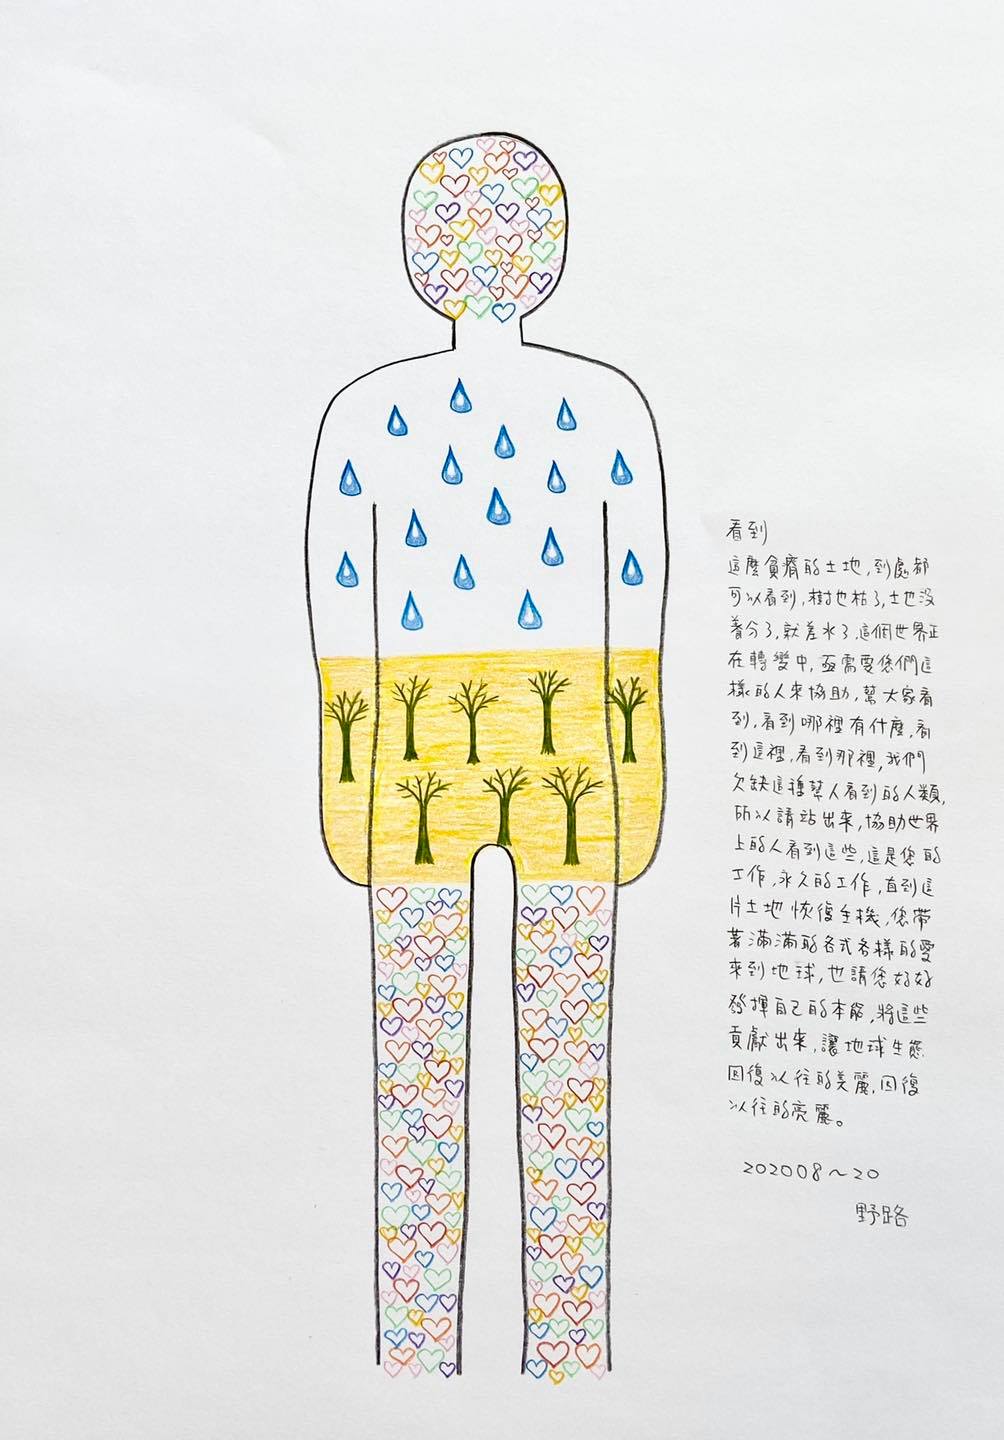 看到
這麼貧瘠的土地,到處都
可以看到,樹也枯了,土地沒
養分了,就差水了,這個世界正
在轉變中,亟需要您們這
樣的人來協助,幫大家看
到,看到哪裡有什麼,看
到這裡,看到那裡,我們
欠缺這種幫人看到的人類,
所以請站出來,協助世界
上的人看到這些,這是您的
工作,永久的工作,直到這
片土地恢復生機,您帶
著滿滿的各式各樣的愛
來到地球,也請您好好
發揮自己的本能,將這些
貢獻出來,讓地球生態
回復以往的美麗,回復
以往的亮麗。
202008~20
野路